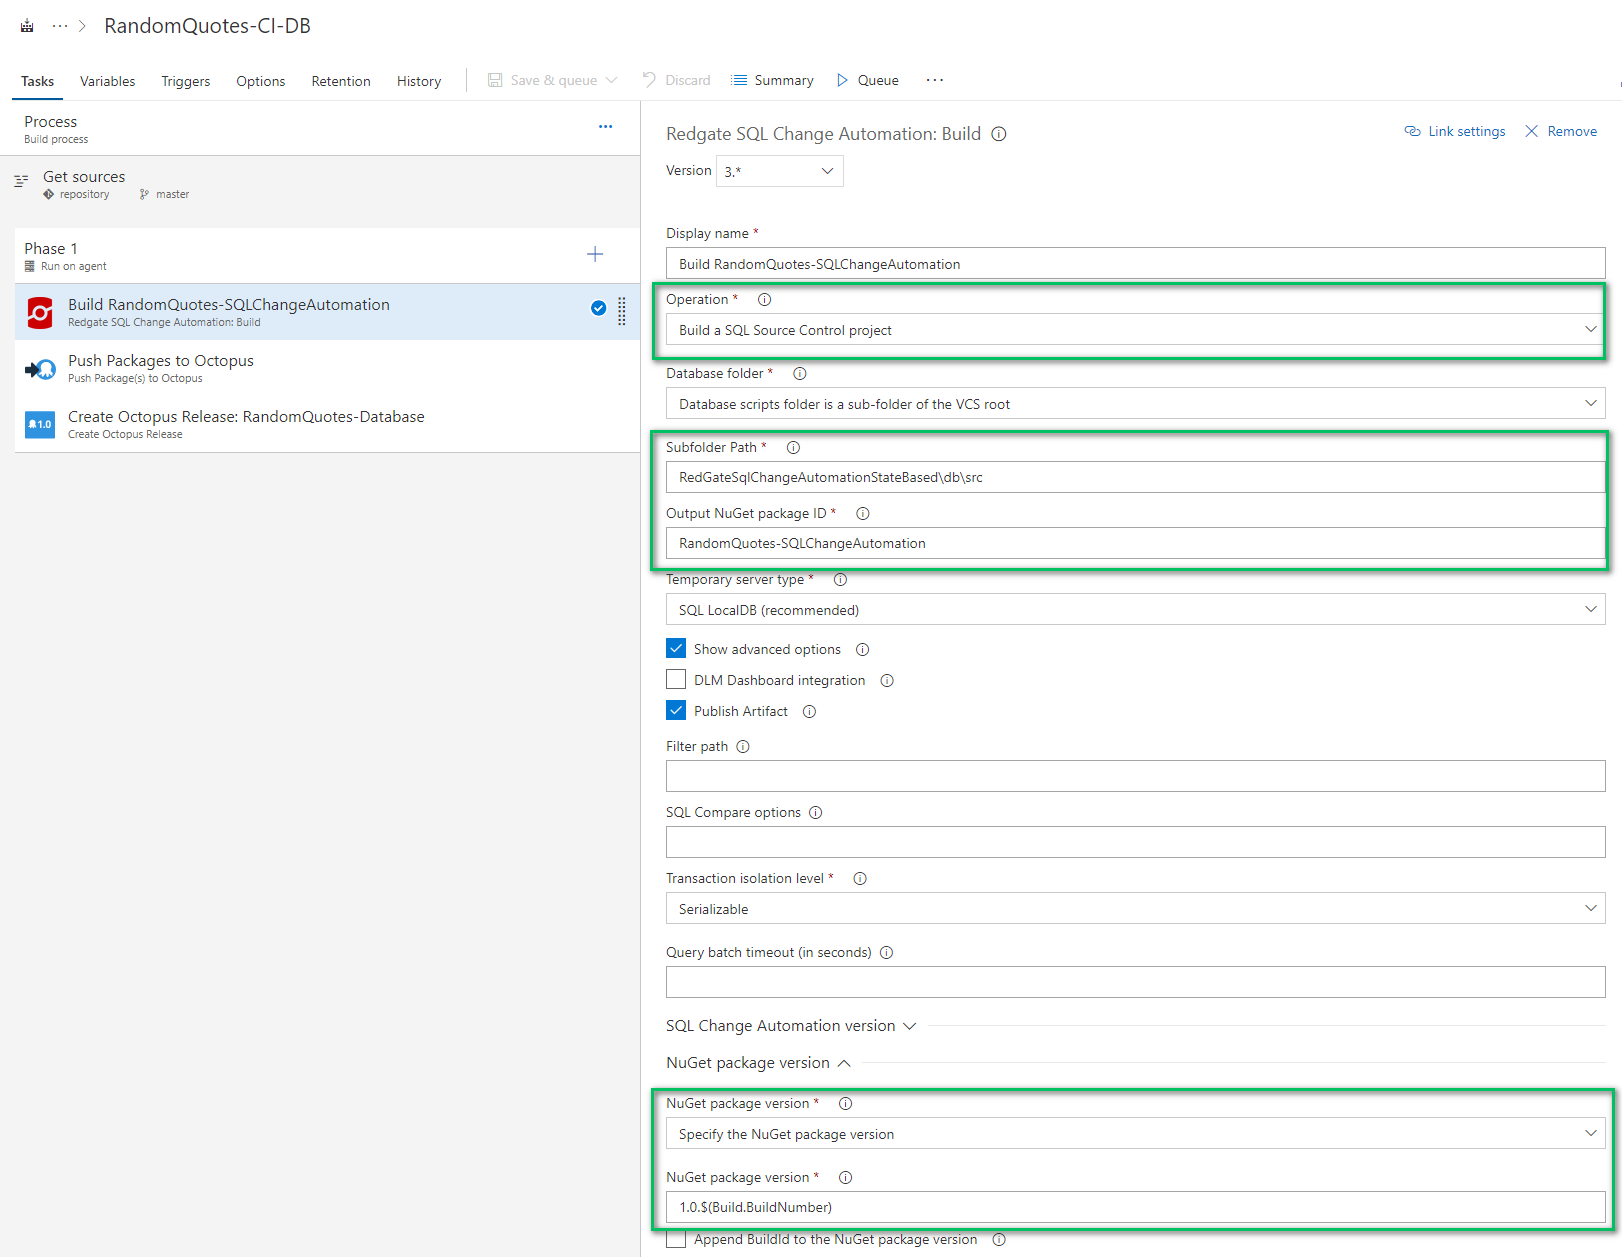 RandomQuotes-CI-DB
Tasks Variables Triggers Options Retention History Save & queue Discard Summary Queue
Process
Build process
Get sources
repository master
Phase 1
Run on agent
Build RandomQuotes-SQLChangeAutomation
Redgate SQL Change Automation: Build
Push Packages to Octopus
Push Package(s) to Octopus
1.0
Create Octopus Release: RandomQuotes-Database
Create Octopus Release
Redgate SQL Change Automation: Build
Link settings Remove
Version 3.*
Display name *
Build RandomQuotes-SQLChangeAutomation
Operation *
Build a SQL Source Control project
Database folder *
Database scripts folder is a sub-folder of the VCS root
Subfolder Path *
RedGateSqlChangeAutomationStateBased\db\src
Output NuGet package ID *
RandomQuotes-SQLChangeAutomation
Temporary server type *
SQL LocalDB (recommended)
Show advanced options
DLM Dashboard integration
Publish Artifact
Filter path
SQL Compare options
Transaction isolation level *
Serializable
Query batch timeout (in seconds)
SQL Change Automation version
NuGet package version
NuGet package version *
Specify the NuGet package version
NuGet package version *
1.0.$(Build.BuildNumber)
Append BuildId to the NuGet package version